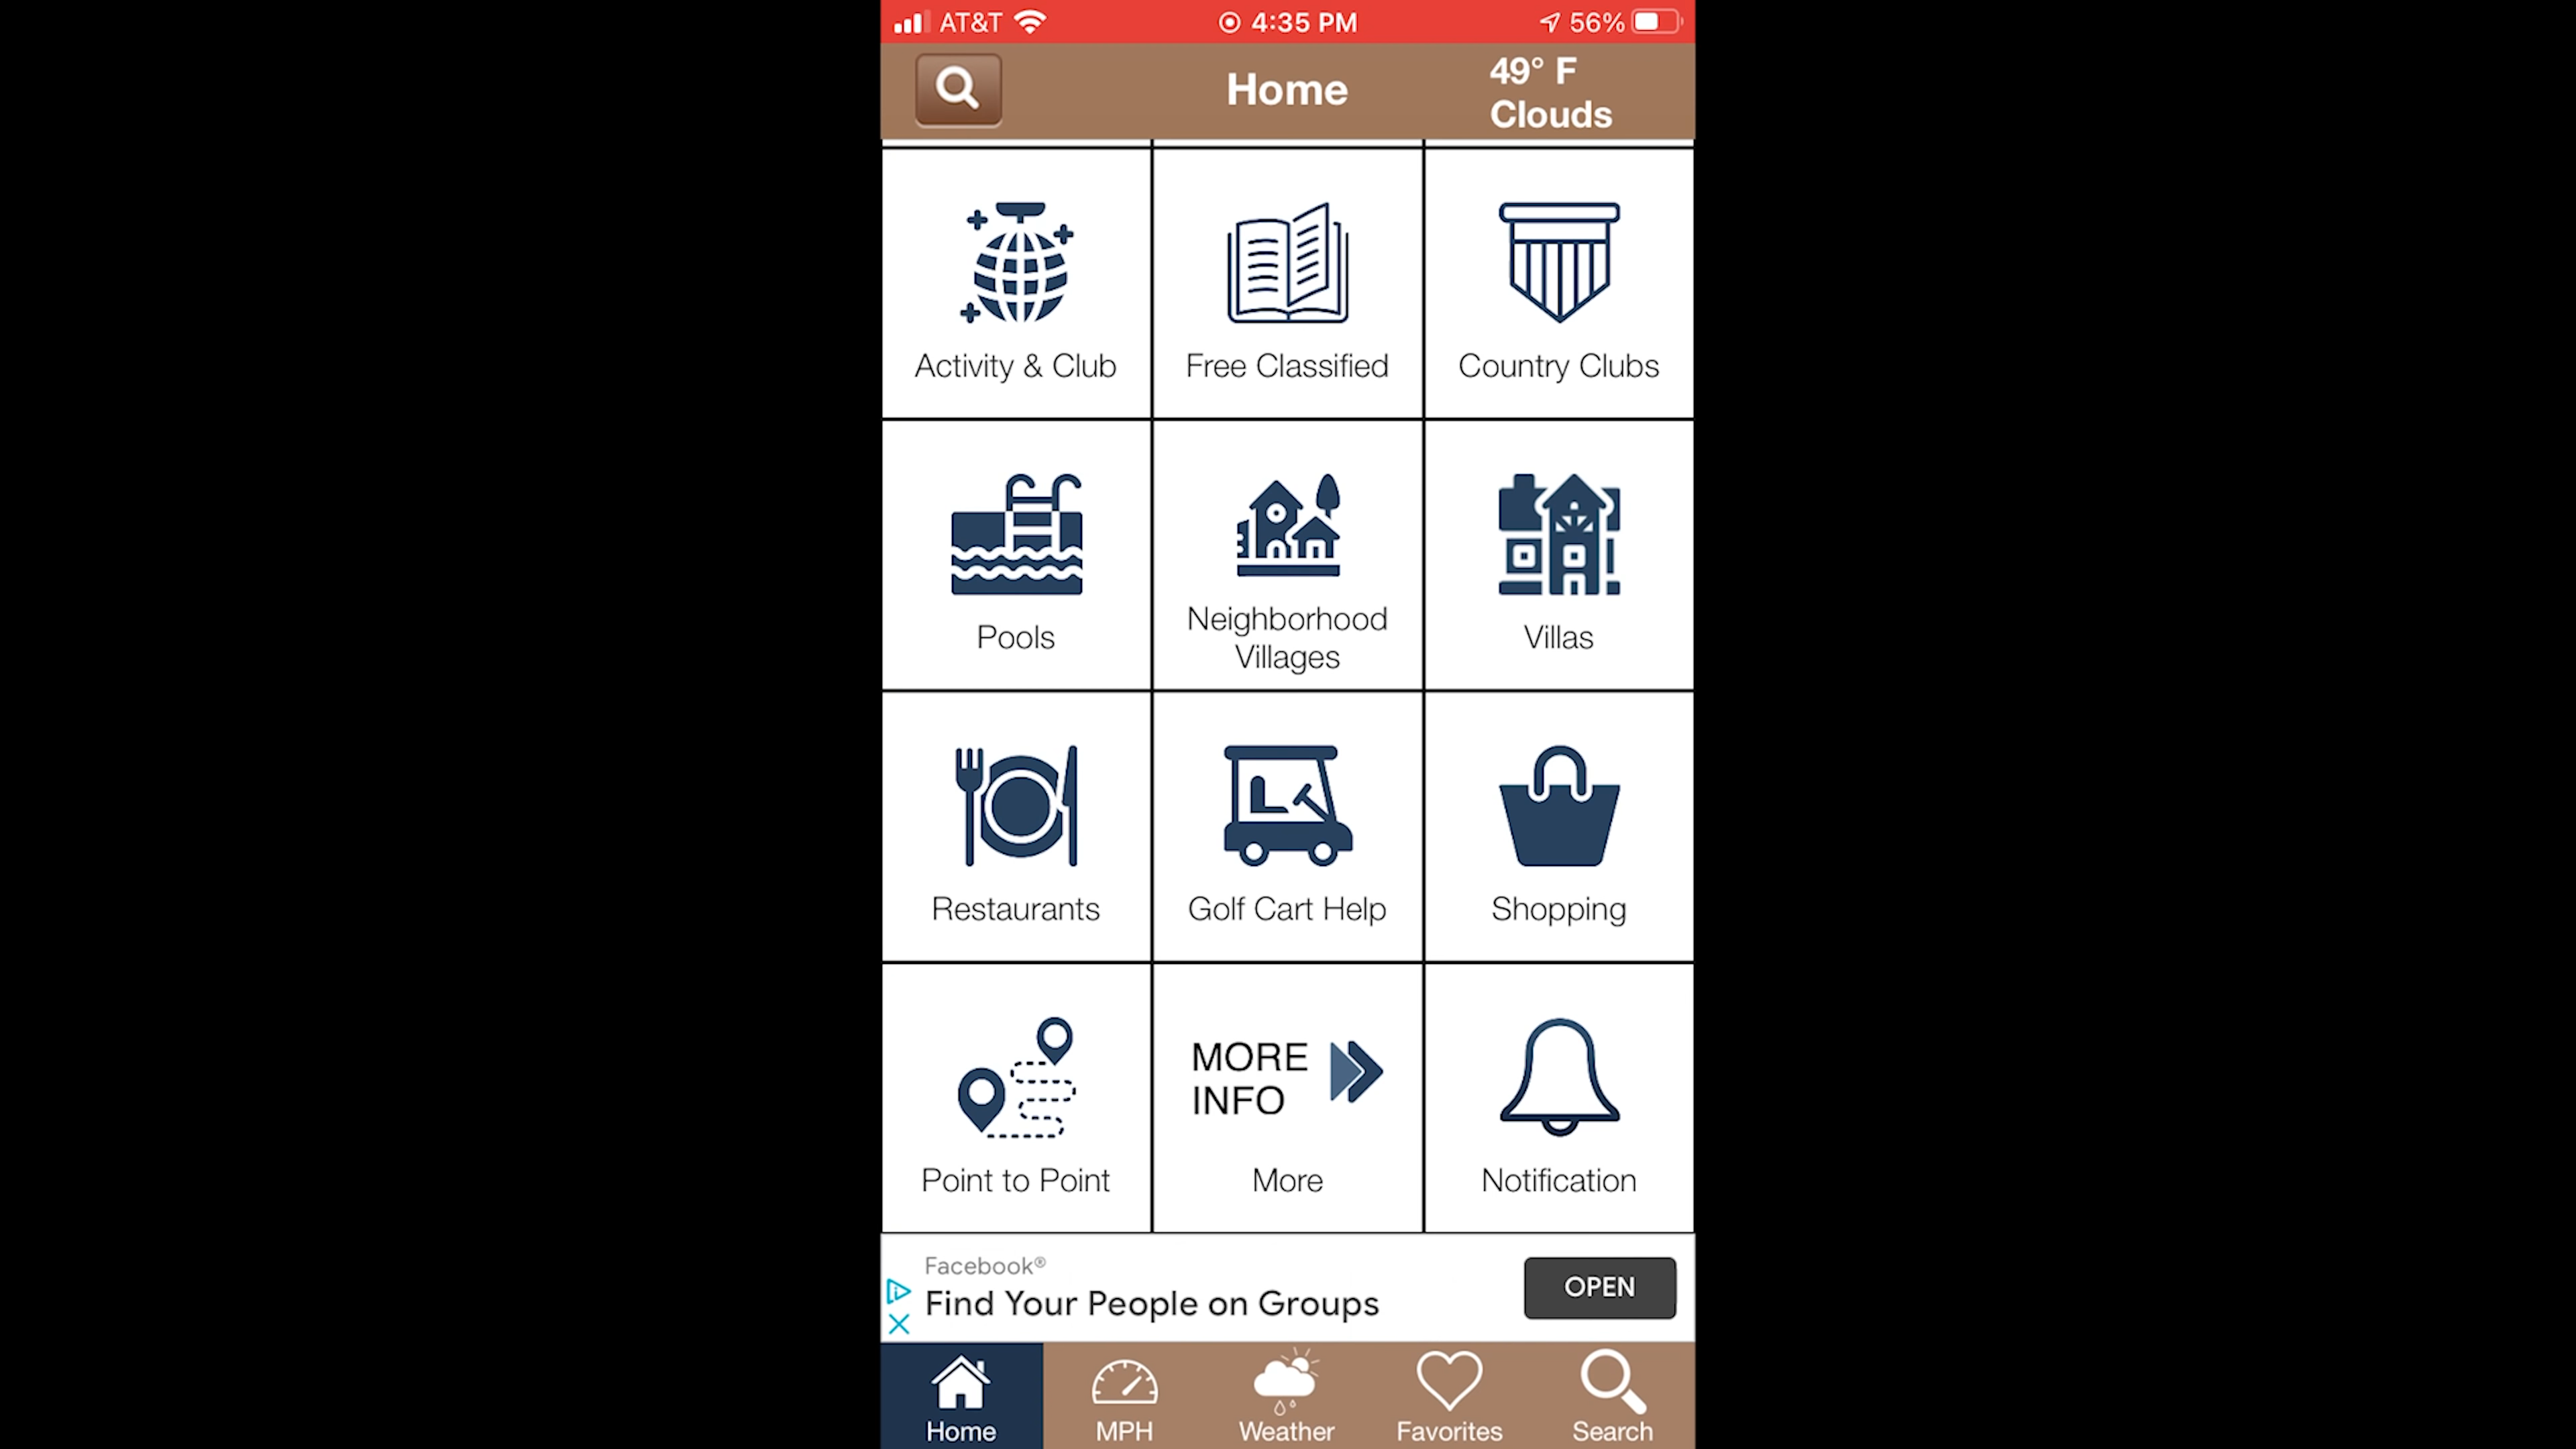 AT&T 4:35 PM 56%
Home
49° F
Clouds
Activity & Club
Free Classified
Country Clubs
Pools
Neighborhood
Villages
Villas
Restaurants
Golf Cart Help
Shopping
Point to Point
MORE
INFO
More
Notification
Facebook®
Find Your People on Groups
OPEN
Home
MPH
Weather
Favorites
Search